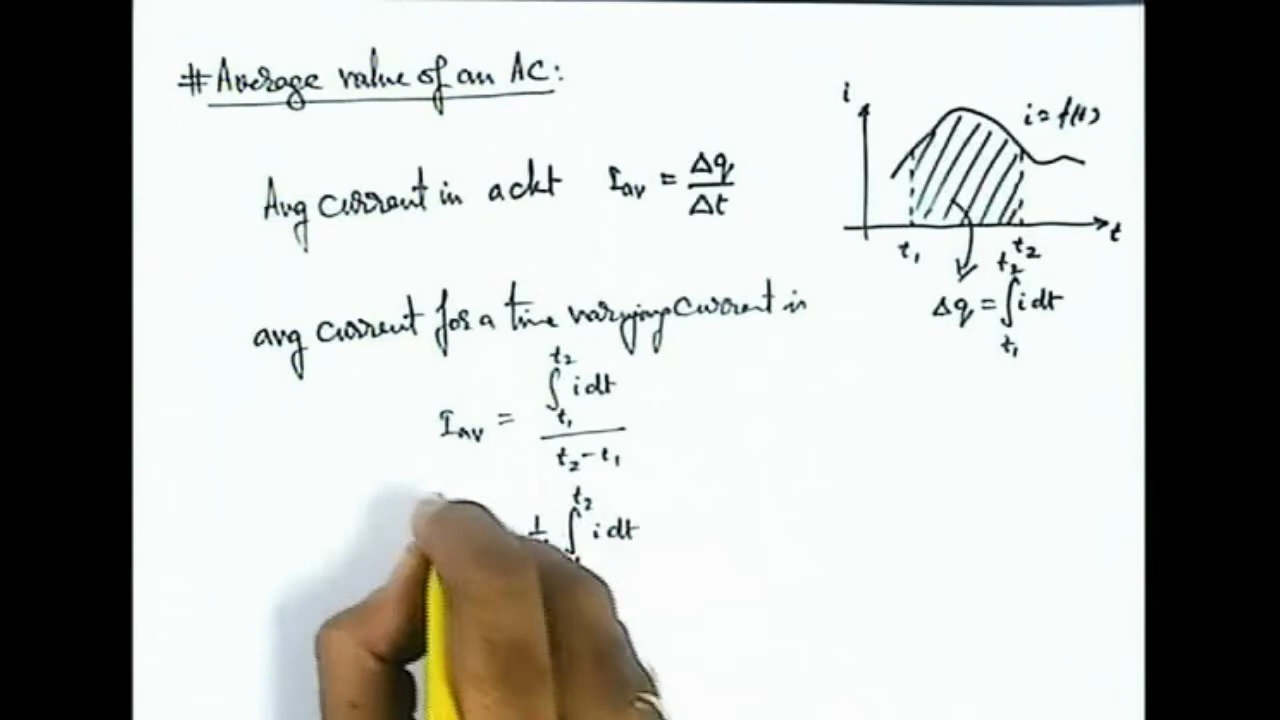 # Average value of an AC:
Avg current in a ckt I_av = Δq/Δt
avg current for a time varying current is
I_av = ∫_{t1}^{t2} i dt / (t2 - t1)
∫^{t2} i dt
i
i = f(t)
t1 t2 t
Δq = ∫_{t1}^{t2} i dt